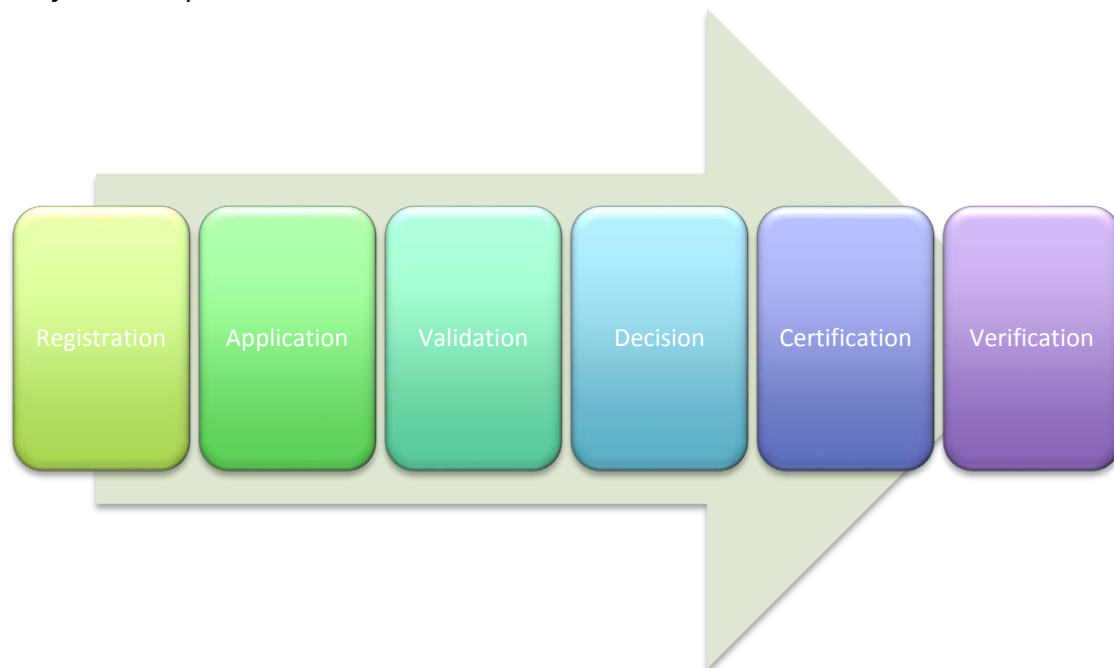 Registration
Application
Validation
Decision
Certification
Verification